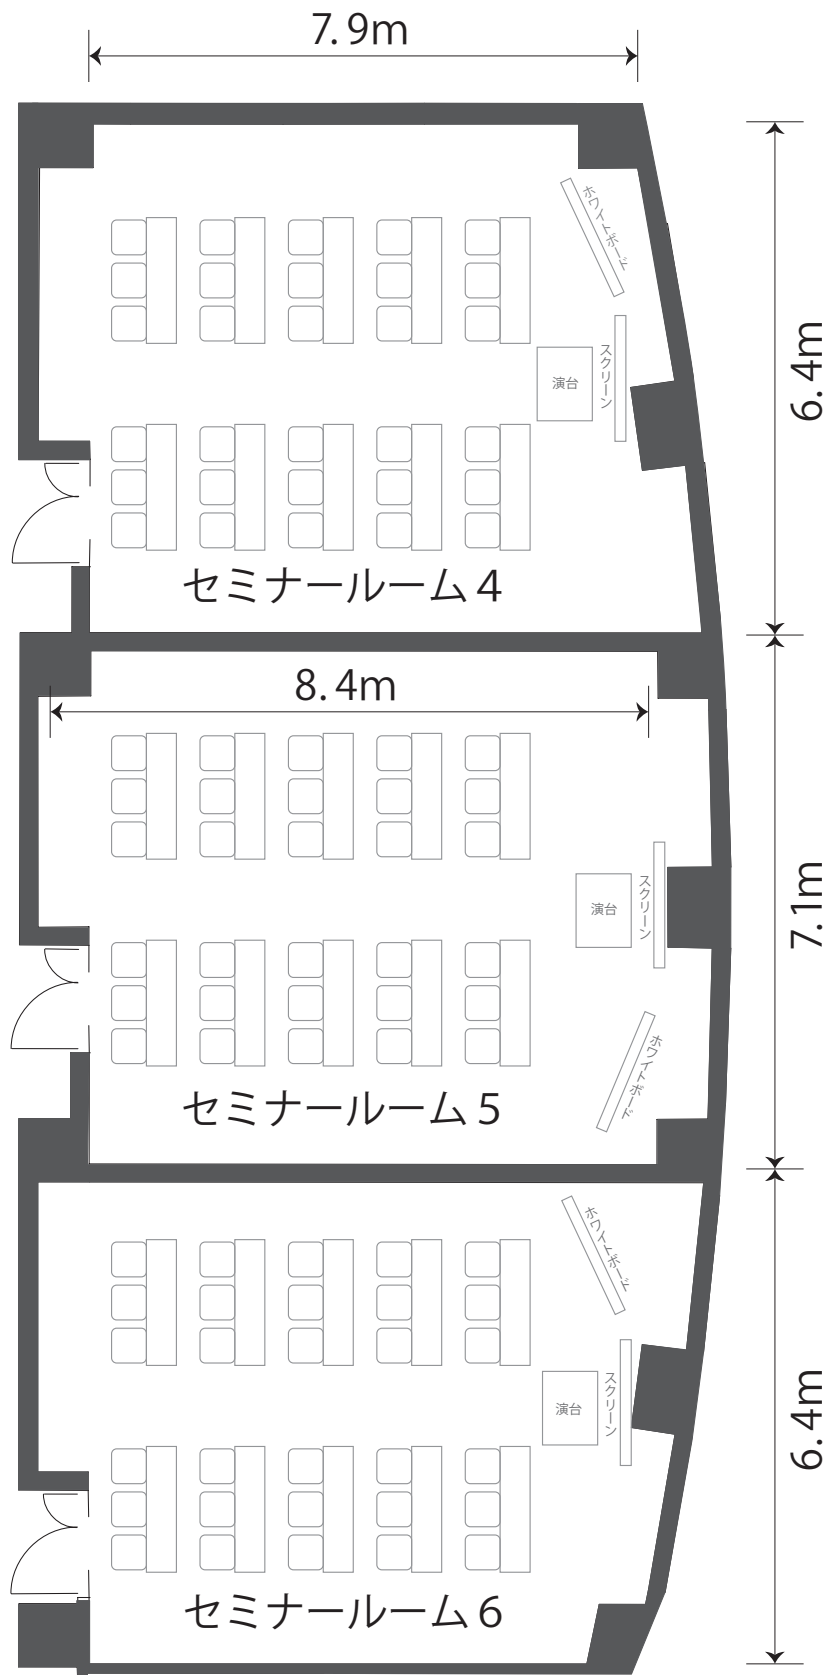 7.9m
ホワイトボード
6.4m
スクリーン
演台
セミナールーム4
8.4m
7.1m
スクリーン
演台
ホワイトボード
セミナールーム5
ホワイトボード
スクリーン
演台
6.4m
セミナールーム6